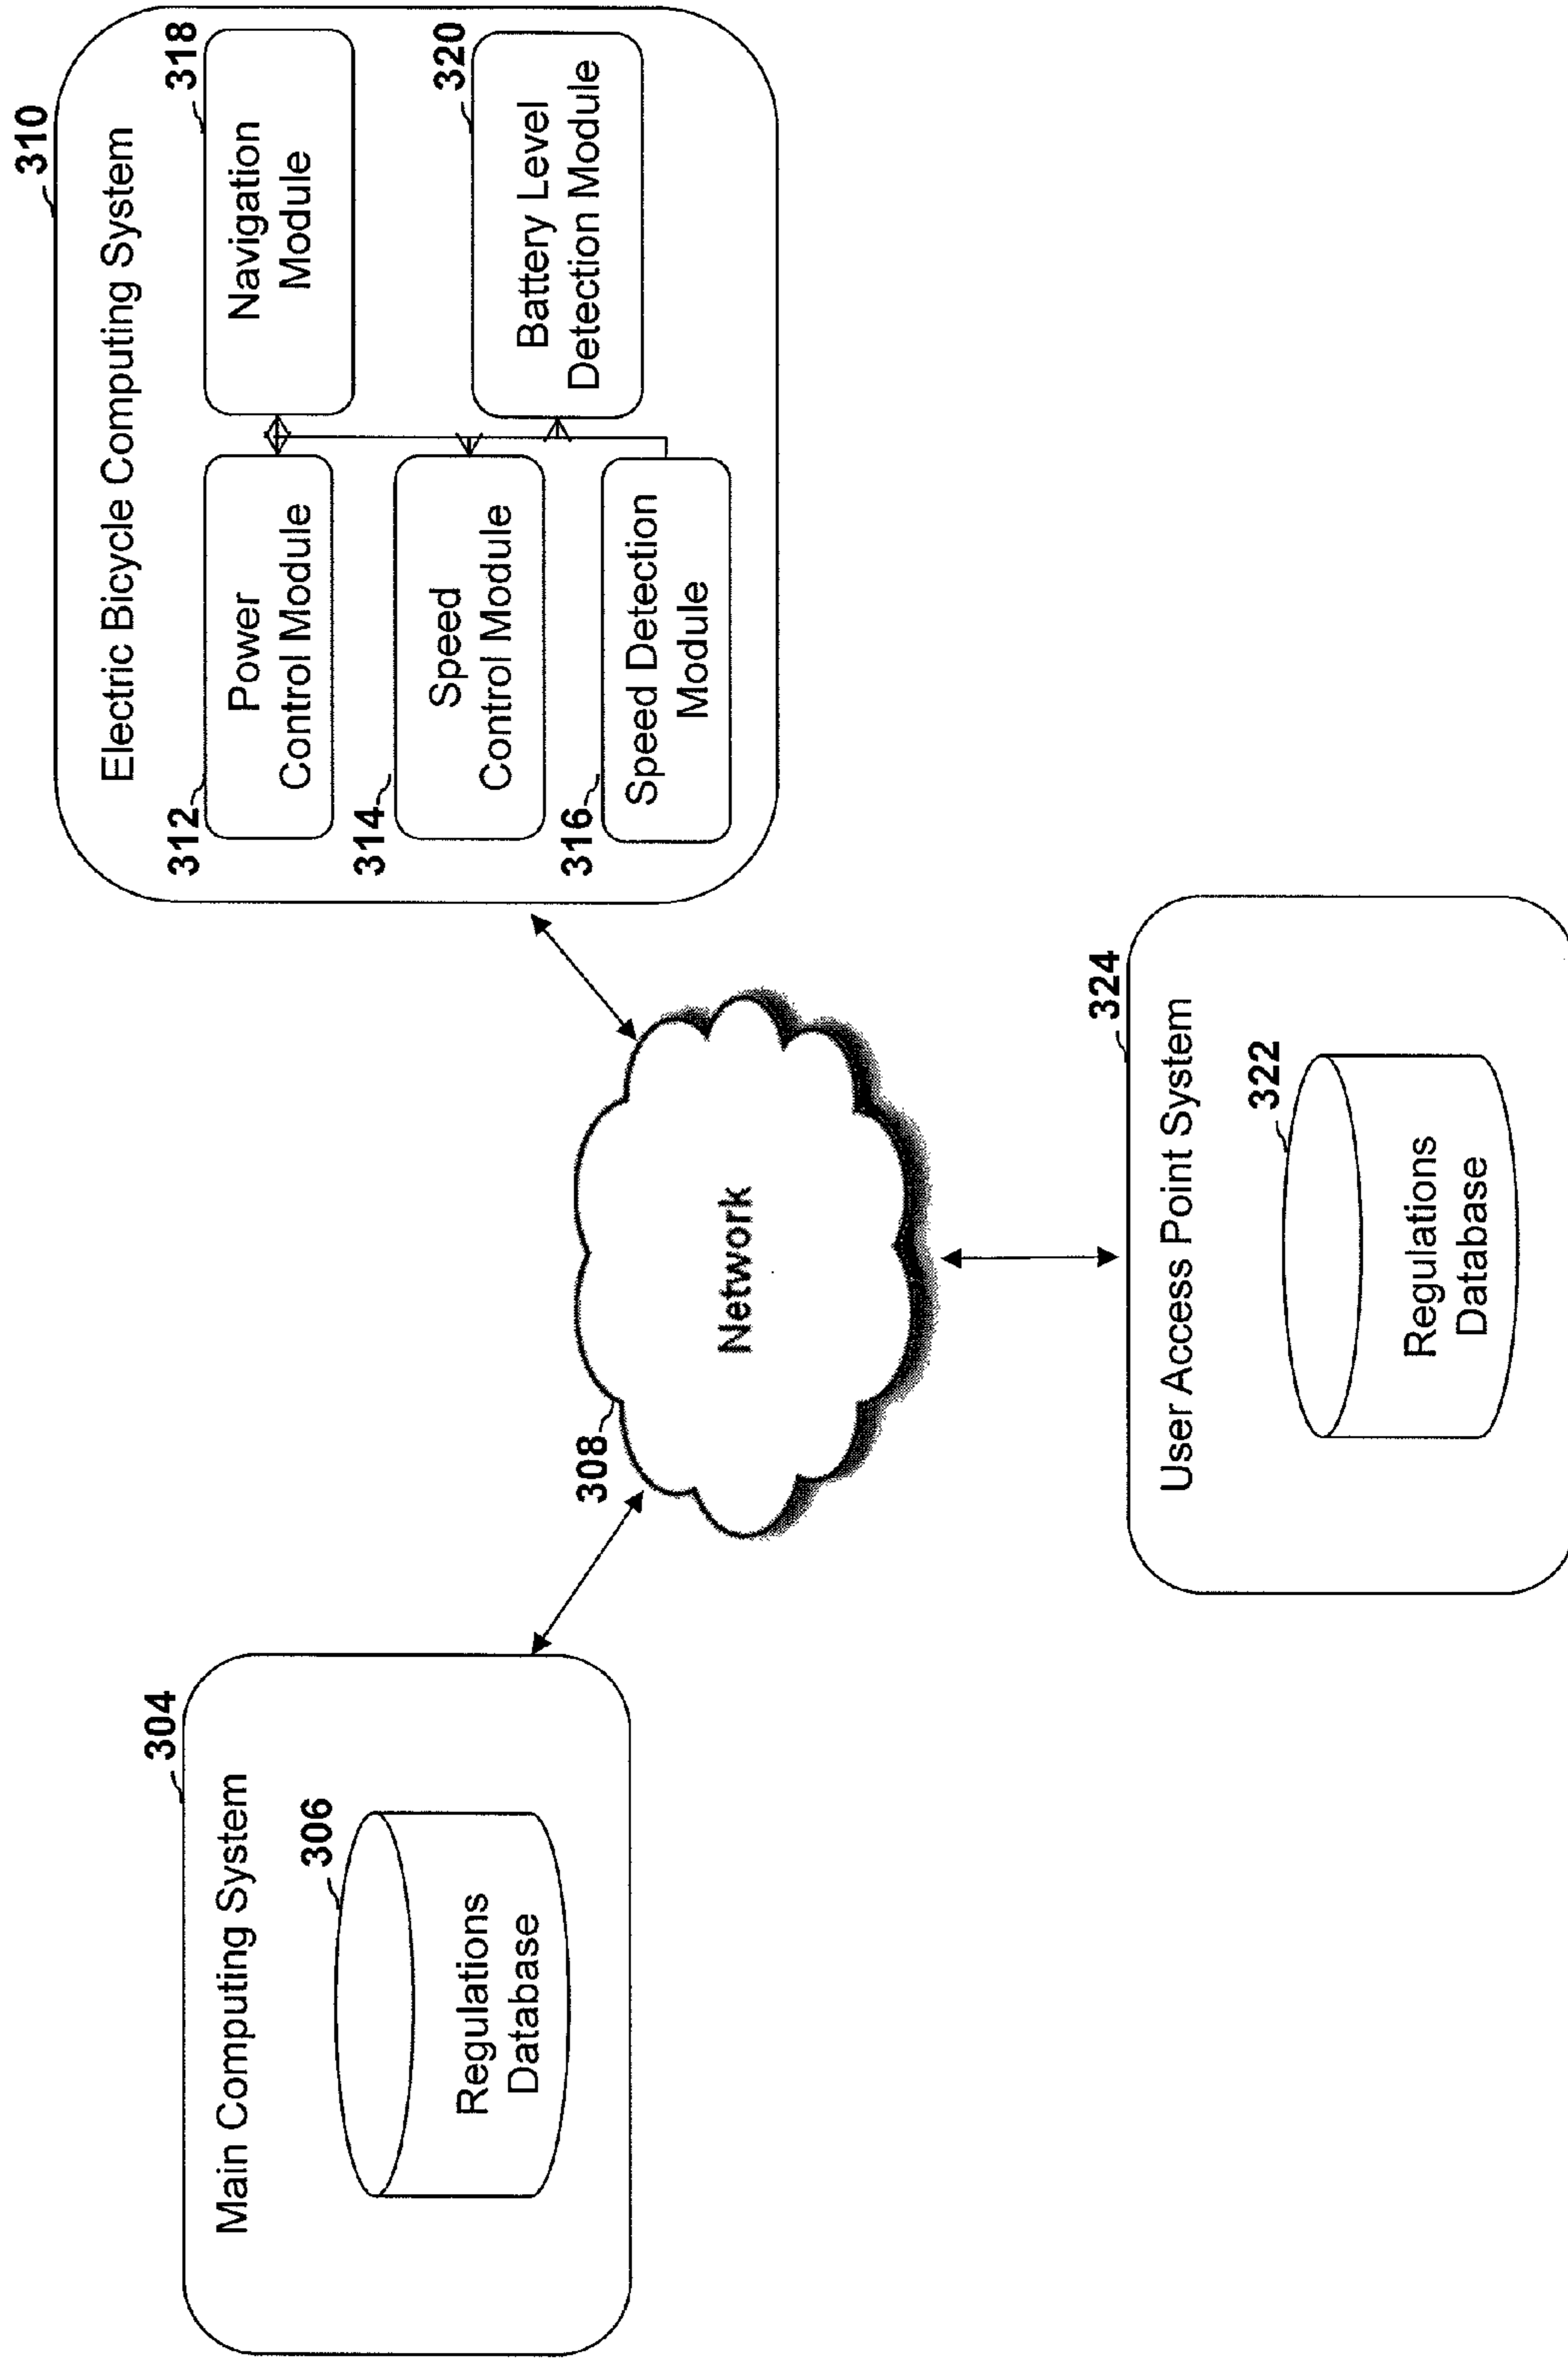 304
Main Computing System
306
Regulations
Database
308
Network
310
Electric Bicycle Computing System
312
Power
Control Module
314
Speed
Control Module
316
Speed Detection
Module
318
Navigation
Module
320
Battery Level
Detection Module
324
User Access Point System
322
Regulations
Database